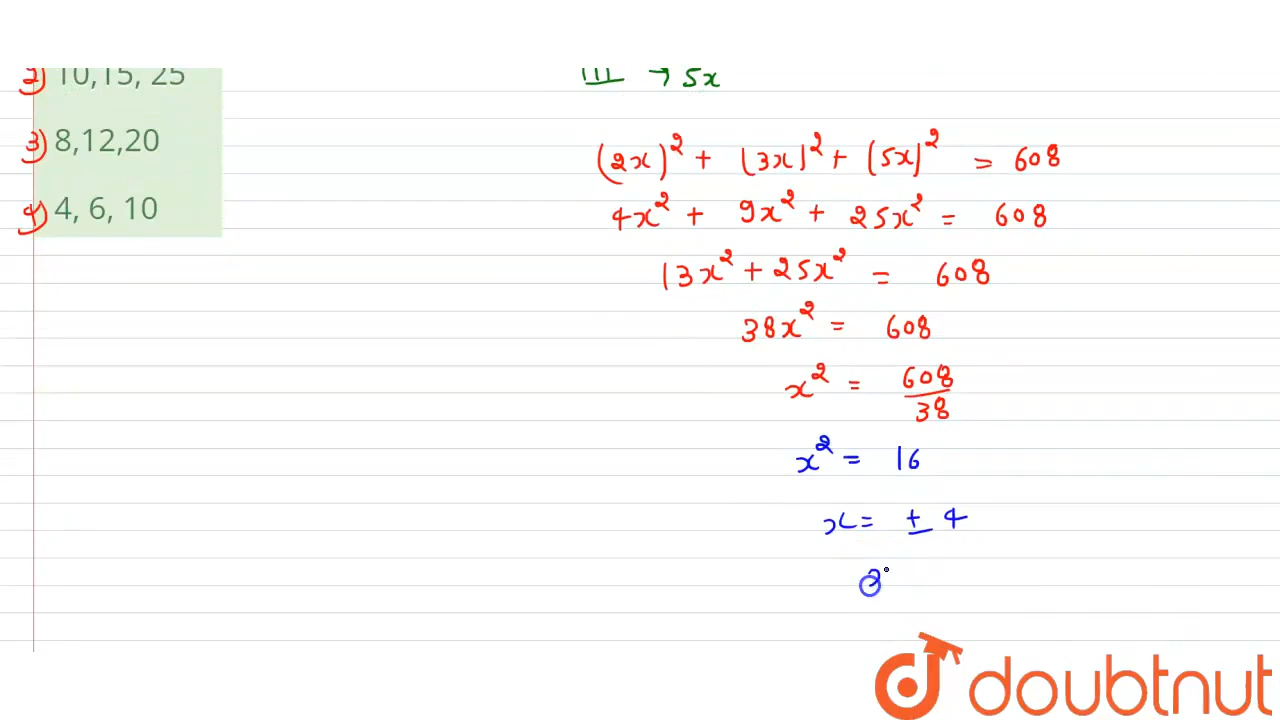 2) 10,15, 25
3) 8,12,20
4) 4, 6, 10
III → 5x
(2x)² + (3x)² + (5x)² = 608
4x² + 9x² + 25x² = 608
13x² + 25x² = 608
38x² = 608
x² = 608/38
x² = 16
x = ± 4
doubtnut